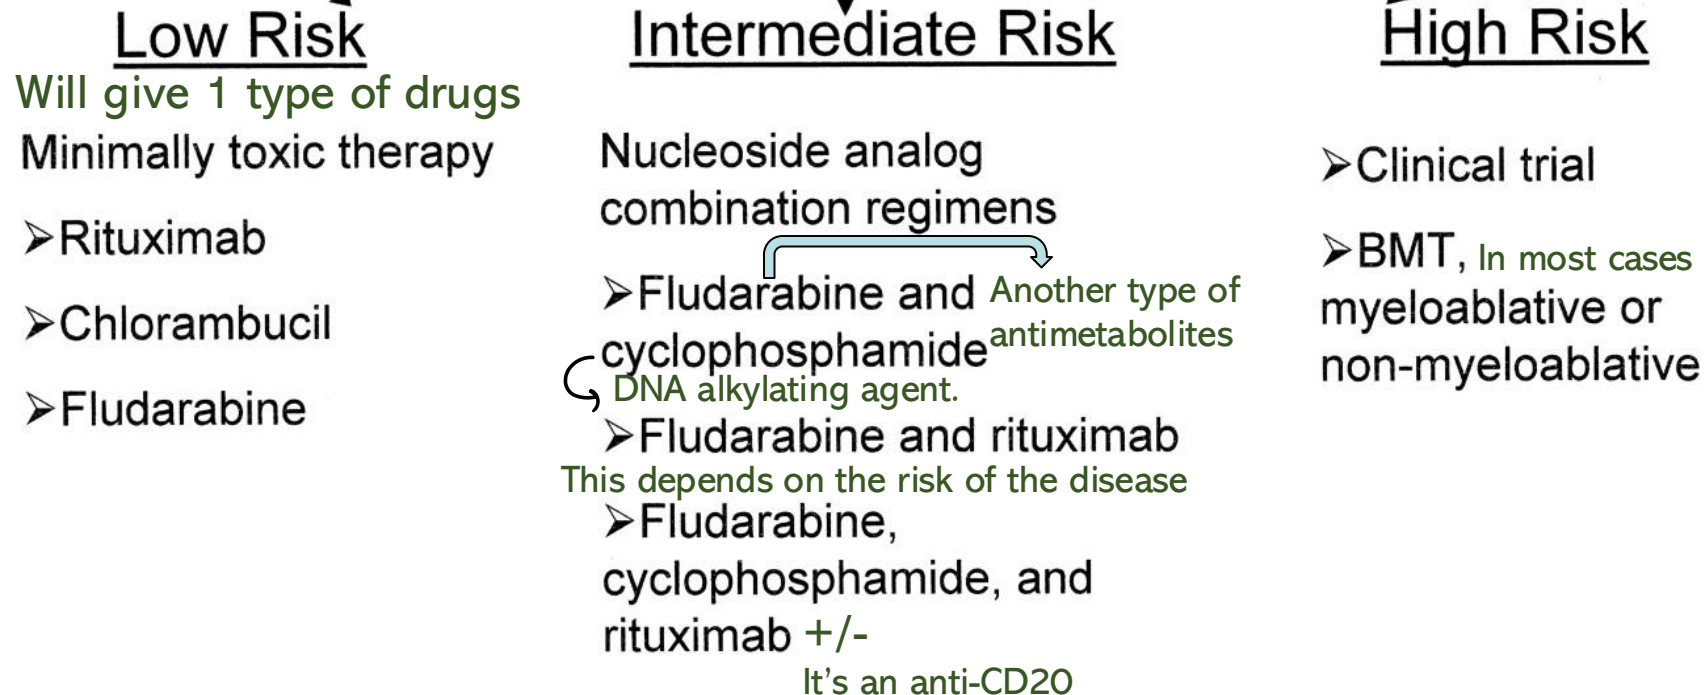 Low Risk
Will give 1 type of drugs
Minimally toxic therapy
➢Rituximab
➢Chlorambucil
➢Fludarabine
Intermediate Risk
Nucleoside analog
combination regimens
➢Fludarabine and
Another type of
antimetabolites
cyclophosphamide
DNA alkylating agent.
➢Fludarabine and rituximab
This depends on the risk of the disease
➢Fludarabine,
cyclophosphamide, and
rituximab +/-
It's an anti-CD20
High Risk
➢Clinical trial
➢BMT, In most cases
myeloablative or
non-myeloablative